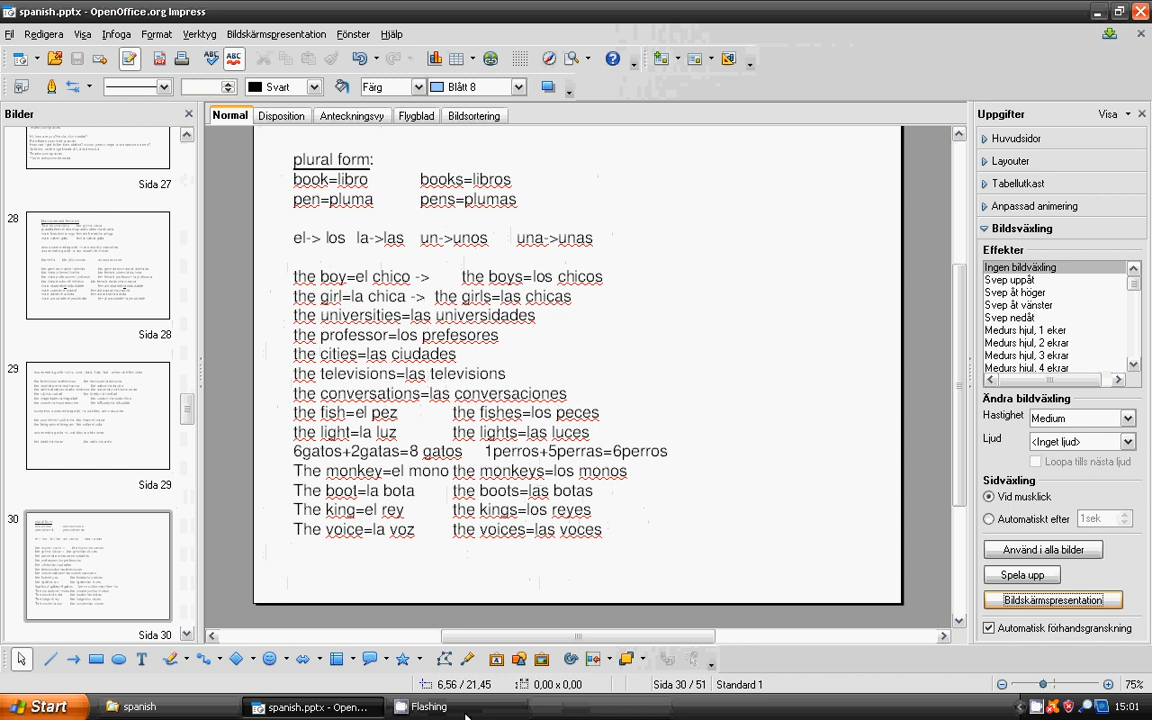 spanish.pptx - OpenOffice.org Impress
Fil Redigera Visa Infoga Format Verktyg Bildskärmspresentation Fönster Hjälp
Svart Färg Blått 8
Bilder
Sida 27
28
Sida 28
29
Sida 29
30
Sida 30
Normal Disposition Anteckningsvy Flygblad Bildsortering
plural form:
book=libro books=libros
pen=pluma pens=plumas
el-> los la->las un->unos una->unas
the boy=el chico -> the boys=los chicos
the girl=la chica -> the girls=las chicas
the universities=las universidades
the professor=los prefesores
the cities=las ciudades
the televisions=las televisions
the conversations=las conversaciones
the fish=el pez the fishes=los peces
the light=la luz the lights=las luces
6gatos+2gatas=8 gatos 1perros+5perras=6perros
The monkey=el mono the monkeys=los monos
The boot=la bota the boots=las botas
The king=el rey the kings=los reyes
The voice=la voz the voices=las voces
Uppgifter Visa
Huvudsidor
Layouter
Tabellutkast
Anpassad animering
Bildsväxling
Effekter
Ingen bildväxling
Svep uppåt
Svep åt höger
Svep åt vänster
Svep nedåt
Medurs hjul, 1 eker
Medurs hjul, 2 ekrar
Medurs hjul, 3 ekrar
Medurs hjul, 4 ekrar
Ändra bildväxling
Hastighet Medium
Ljud <Inget ljud>
Loopa tills nästa ljud
Sidväxling
Vid musklick
Automatiskt efter 1sek
Använd i alla bilder
Spela upp
Bildskärmspresentation
Automatisk förhandsgranskning
6,56 / 21,45 0,00 x 0,00 Sida 30 / 51 Standard 1 75%
Start spanish spanish.pptx - Open... Flashing 15:01